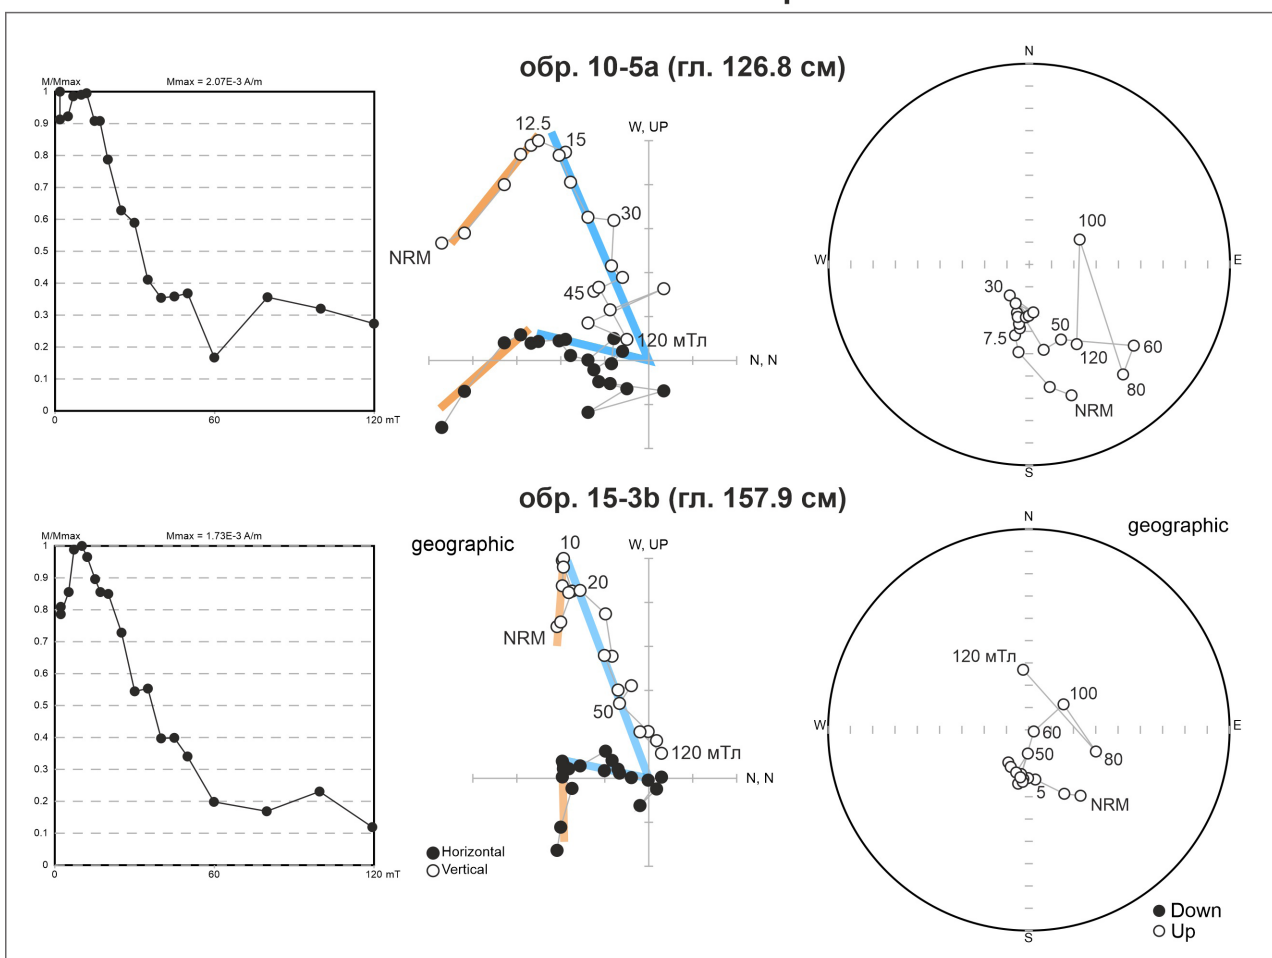 обр. 10-5a (гл. 126.8 см)
M/Mmax
Mmax = 2.07E-3 A/m
1
0.9
0.8
0.7
0.6
0.5
0.4
0.3
0.2
0.1
0
0
60
120 mT
12.5
15
W, UP
30
NRM
45
120 мТл
N, N
N
W
E
S
100
30
7.5
50
120
60
80
NRM
обр. 15-3b (гл. 157.9 см)
M/Mmax
Mmax = 1.73E-3 A/m
1
0.9
0.8
0.7
0.6
0.5
0.4
0.3
0.2
0.1
0
0
60
120 mT
geographic
10
W, UP
20
NRM
50
120 мТл
N, N
Horizontal
Vertical
N
geographic
W
E
S
120 мТл
100
60
50
80
5
NRM
Down
Up